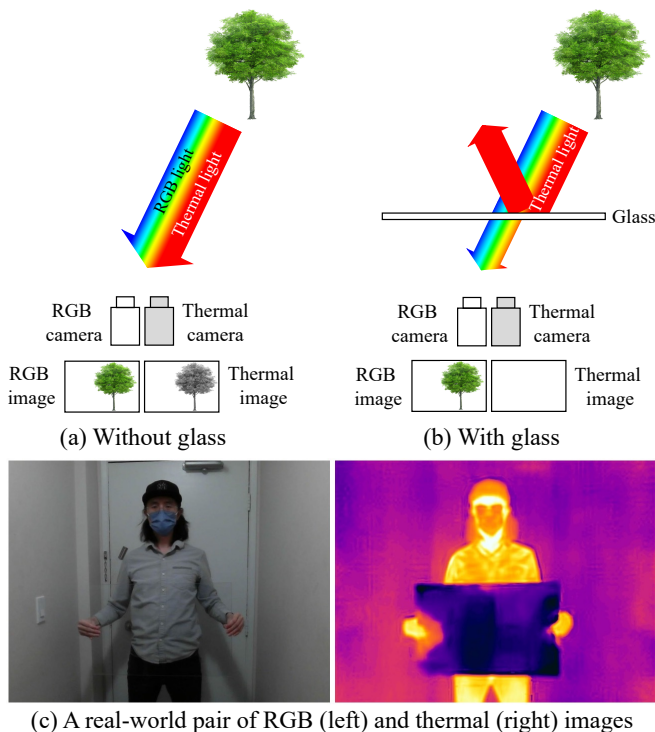 RGB light
Thermal light
RGB
camera
Thermal
camera
RGB
image
Thermal
image
(a) Without glass
Thermal light
Glass
RGB
camera
Thermal
camera
RGB
image
Thermal
image
(b) With glass
(c) A real-world pair of RGB (left) and thermal (right) images